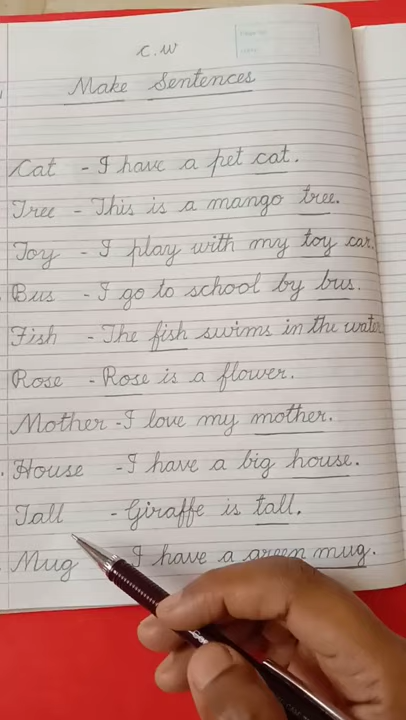 C.W
Make Sentences
Cat - I have a pet cat.
Tree - This is a mango tree.
Toy - I play with my toy car.
Bus - I go to school by bus.
Fish - The fish swims in the water
Rose - Rose is a flower.
Mother - I love my mother.
House - I have a big house.
Tall - Giraffe is tall.
Mug - I have a green mug.